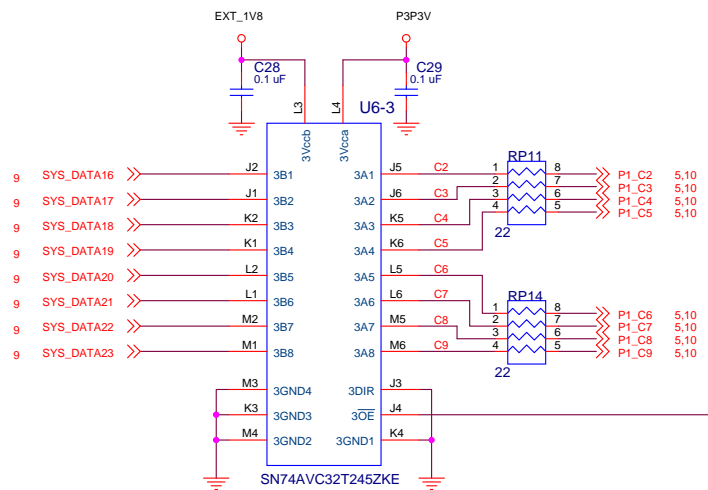 EXT_1V8 P3P3V
C28 0.1 uF
C29 0.1 uF
L3 L4 U6-3
3Vccb 3Vcca
RP11
9 SYS_DATA16 J2 3B1 3A1 J5 C2 1 8 P1_C2 5,10
9 SYS_DATA17 J1 3B2 3A2 J6 C3 2 7 P1_C3 5,10
9 SYS_DATA18 K2 3B3 3A3 K5 C4 3 6 P1_C4 5,10
9 SYS_DATA19 K1 3B4 3A4 K6 C5 4 5 P1_C5 5,10
22
9 SYS_DATA20 L2 3B5 3A5 L5 C6
RP14
9 SYS_DATA21 L1 3B6 3A6 L6 C7 1 8 P1_C6 5,10
9 SYS_DATA22 M2 3B7 3A7 M5 C8 2 7 P1_C7 5,10
3 6 P1_C8 5,10
9 SYS_DATA23 M1 3B8 3A8 M6 C9 4 5 P1_C9 5,10
22
M3 3GND4 3DIR J3
K3 3GND3 3OE J4
M4 3GND2 3GND1 K4
SN74AVC32T245ZKE